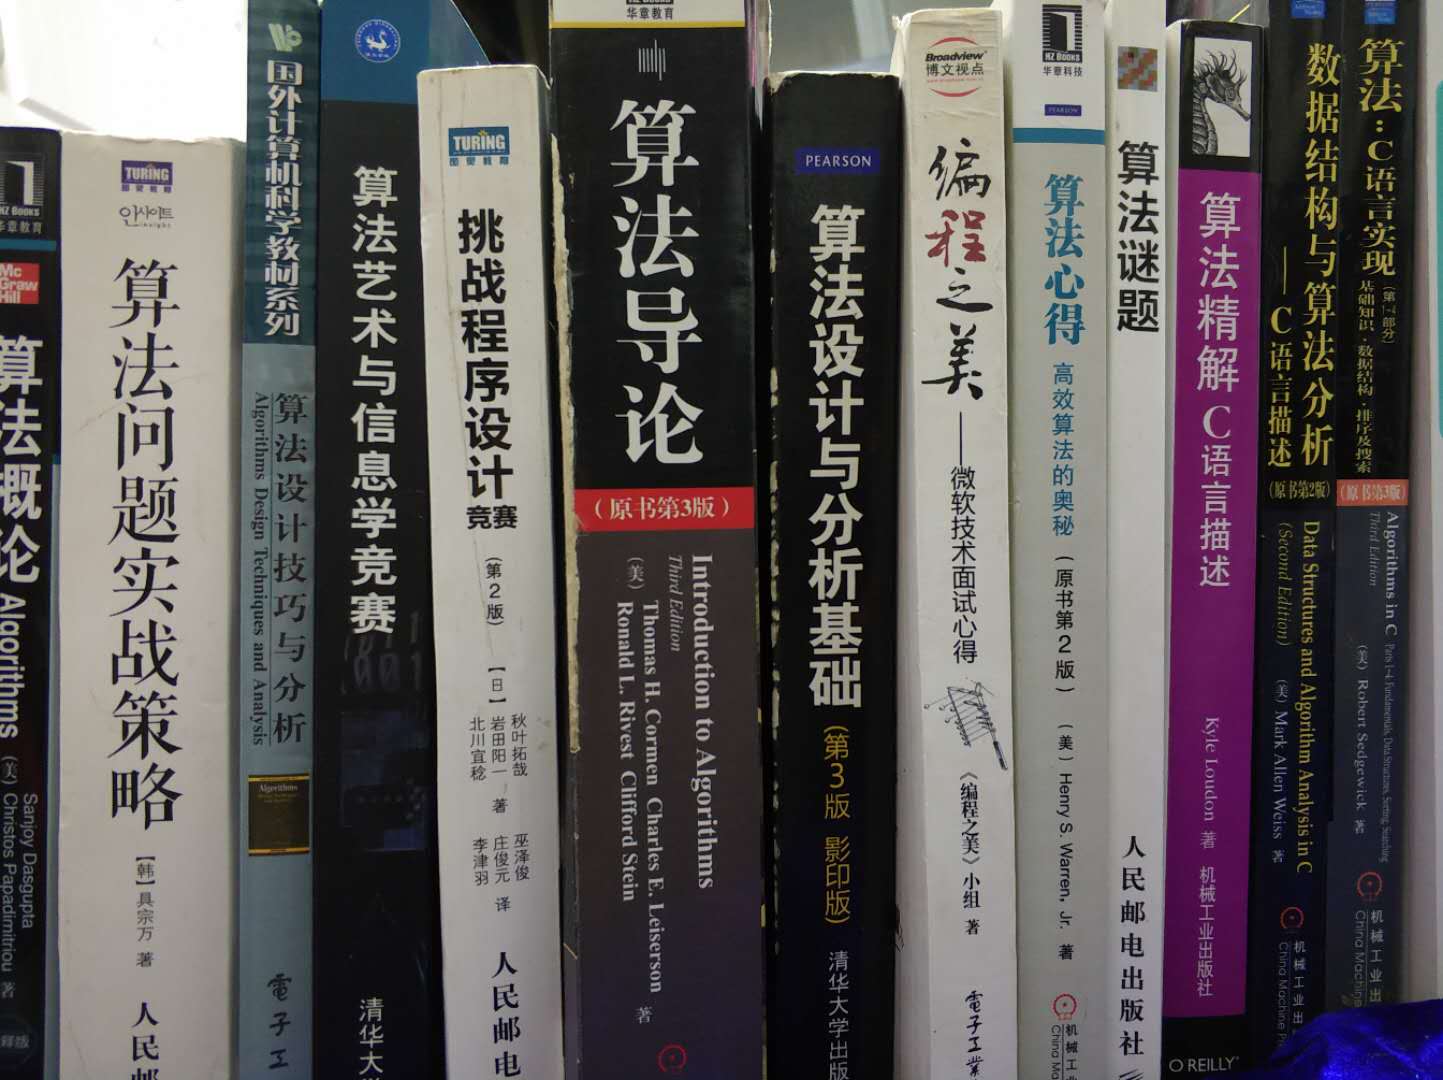 HZ BOOKS
华章教育
Mc
Graw
Hill
算法概论
Algorithms
(美)
Sanjoy Dasgupta
Christos Papadimitriou
著
TURING
图灵教育
인사이트
insight
算法问题实战策略
[韩]具宗万 著
人民邮
国外计算机科学教材系列
算法设计技巧与分析
Algorithms Design Techniques and Analysis
Algorithms
電子工
算法艺术与信息学竞赛
清华大学
TURING
图灵教育
挑战程序设计
竞赛
(第2版)
[日]
秋叶拓哉
岩田阳一
北川宜稔
著
巫泽俊
庄俊元
李津羽
译
人民邮电
HZ BOOKS
华章教育
算法导论
(原书第3版)
Introduction to Algorithms
Third Edition
(美)
Thomas H. Cormen Charles E. Leiserson
Ronald L. Rivest Clifford Stein
著
PEARSON
算法设计与分析基础
(第3版 影印版)
清华大学出版
Broadview®
博文视点
编程之美
——微软技术面试心得
《编程之美》小组 著
電子工業
HZ BOOKS
华章科技
PEARSON
算法心得
高效算法的奥秘
(原书第2版)
(美) Henry S. Warren, Jr. 著
机械工
China Ma
算法谜题
人民邮电出版社
算法精解
C语言描述
Kyle Loudon 著
机械工业出版社
O REILLY'
数据结构与算法分析
——C语言描述
(原书第2版)
Data Structures and Algorithm Analysis in C
(Second Edition)
(美) Mark Allen Weiss 著
机械工业出
China Machine P
算法:C语言实现
(第1~4部分)
基础知识·数据结构·排序及搜索
(原书第3版)
Algorithms in C
Parts 1-4: Fundamentals, Data Structures, Sorting, Searching
Third Edition
(美) Robert Sedgewick 著
机械工业出
China Machine